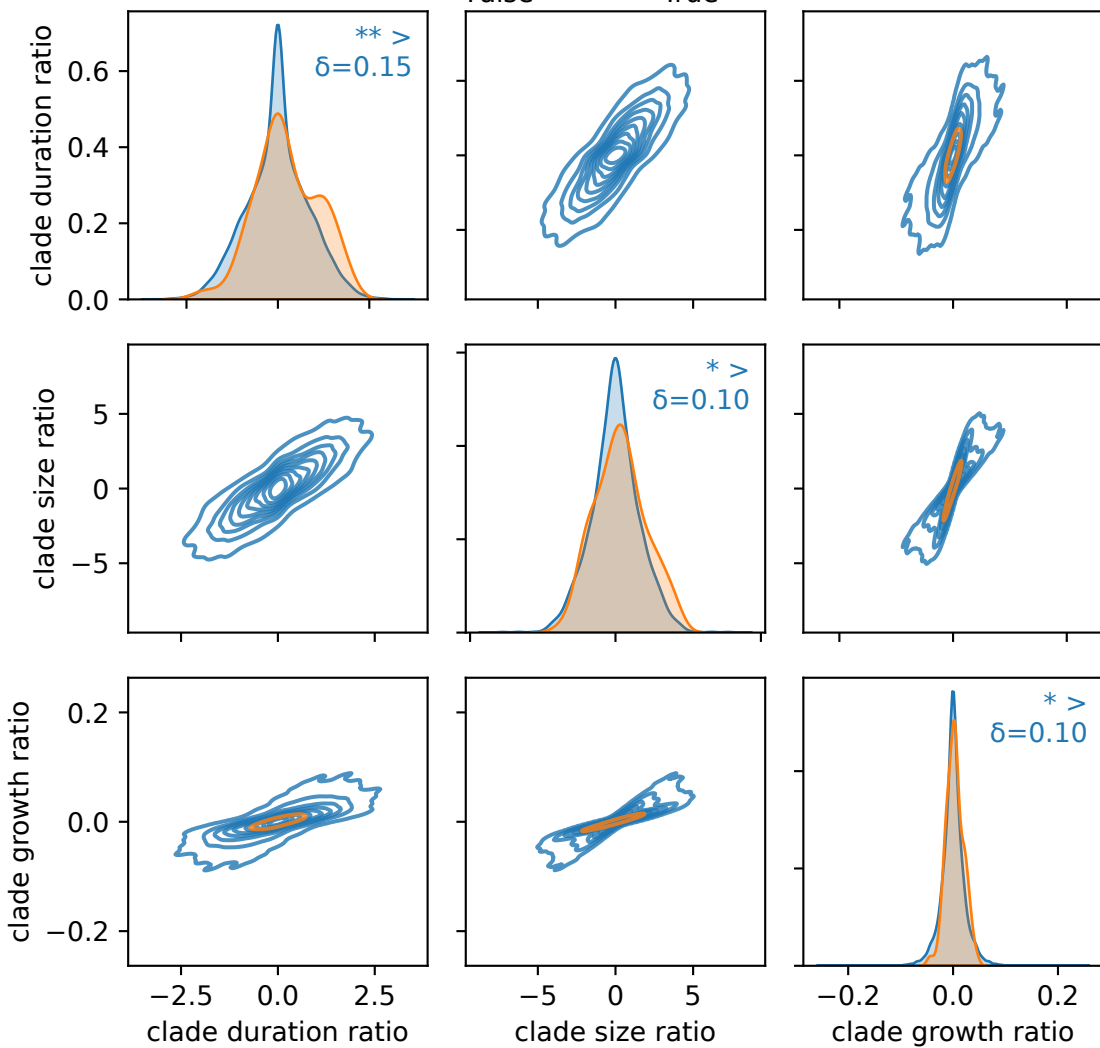 clade duration ratio
0.6
0.4
0.2
0.0
** >
δ=0.15
clade size ratio
5
0
−5
* >
δ=0.10
clade growth ratio
0.2
0.0
−0.2
* >
δ=0.10
−2.5 0.0 2.5
−5 0 5
−0.2 0.0 0.2
clade duration ratio
clade size ratio
clade growth ratio